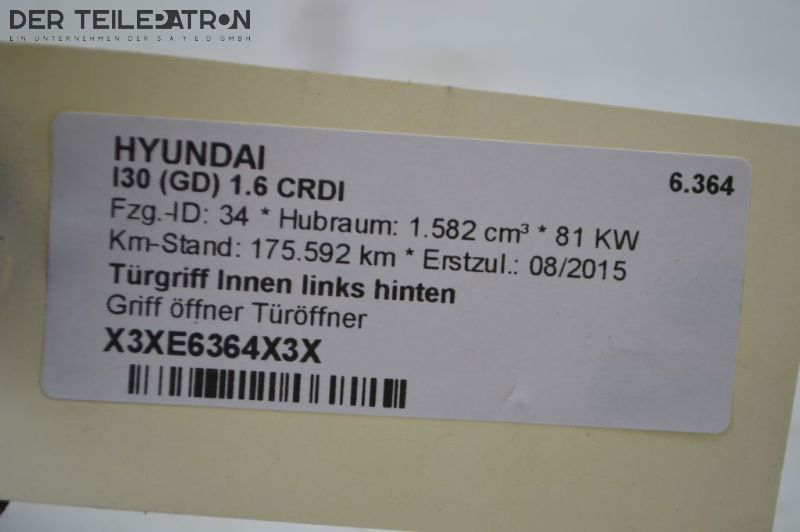 DER TEILEPATRON
EIN UNTERNEHMEN DER S A Y E D GMBH
HYUNDAI
I30 (GD) 1.6 CRDI 6.364
Fzg.-ID: 34 * Hubraum: 1.582 cm³ * 81 KW
Km-Stand: 175.592 km * Erstzul.: 08/2015
Türgriff Innen links hinten
Griff öffner Türöffner
X3XE6364X3X